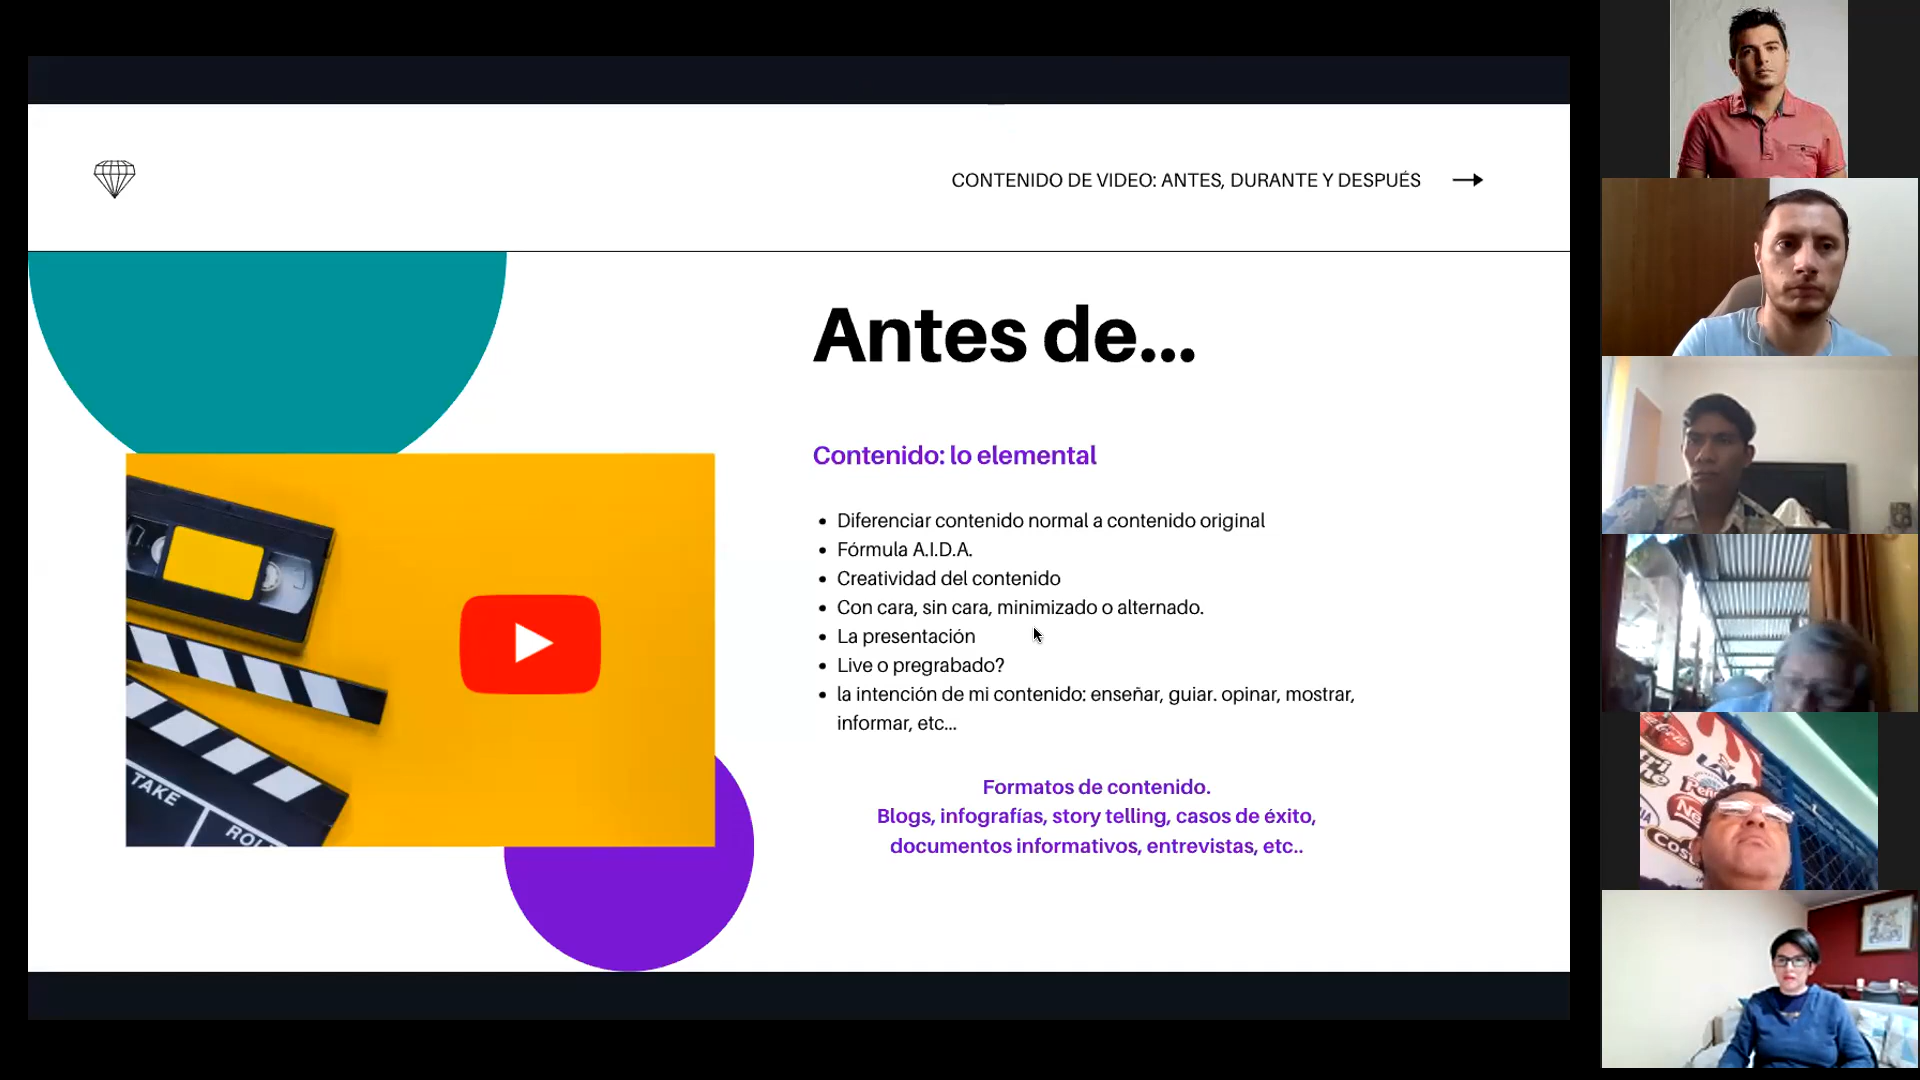 CONTENIDO DE VIDEO: ANTES, DURANTE Y DESPUÉS
Antes de...
Contenido: lo elemental
• Diferenciar contenido normal a contenido original
• Fórmula A.I.D.A.
• Creatividad del contenido
• Con cara, sin cara, minimizado o alternado.
• La presentación
• Live o pregrabado?
• la intención de mi contenido: enseñar, guiar. opinar, mostrar,
informar, etc...
Formatos de contenido.
Blogs, infografías, story telling, casos de éxito,
documentos informativos, entrevistas, etc..
TAKE